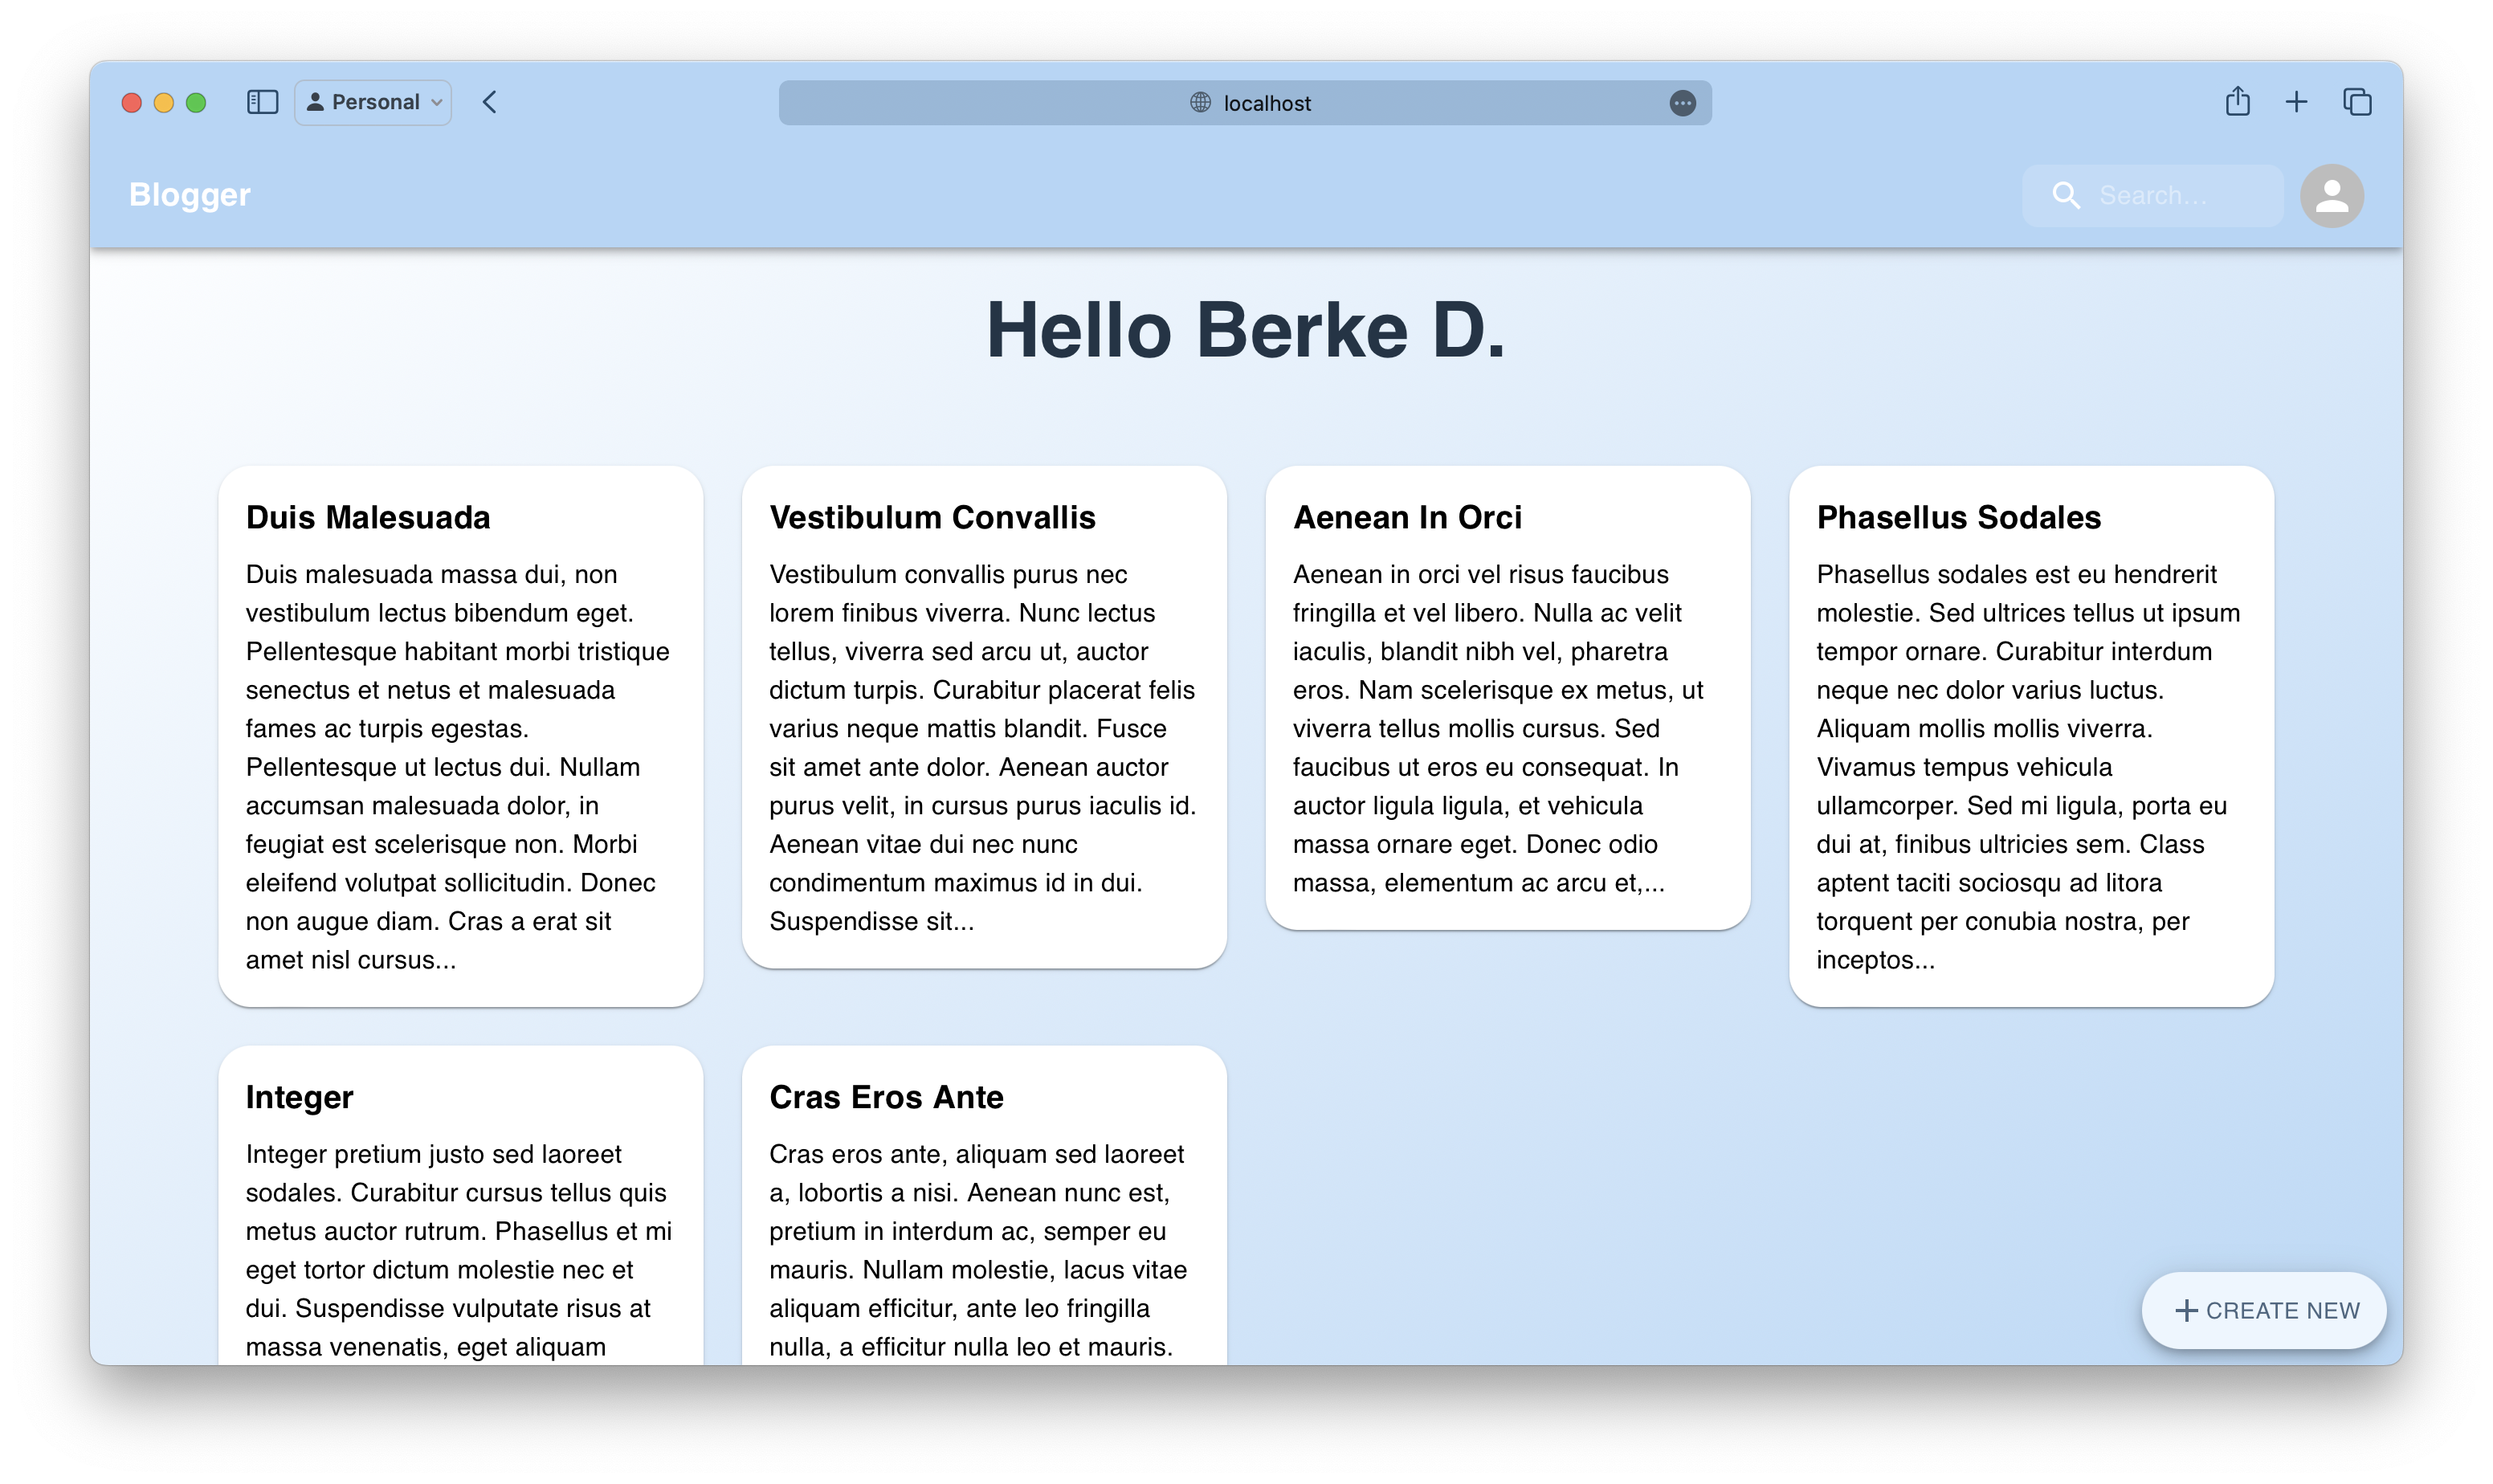 Personal
localhost
Blogger
Search...
Hello Berke D.
Duis Malesuada
Duis malesuada massa dui, non
vestibulum lectus bibendum eget.
Pellentesque habitant morbi tristique
senectus et netus et malesuada
fames ac turpis egestas.
Pellentesque ut lectus dui. Nullam
accumsan malesuada dolor, in
feugiat est scelerisque non. Morbi
eleifend volutpat sollicitudin. Donec
non augue diam. Cras a erat sit
amet nisl cursus...
Vestibulum Convallis
Vestibulum convallis purus nec
lorem finibus viverra. Nunc lectus
tellus, viverra sed arcu ut, auctor
dictum turpis. Curabitur placerat felis
varius neque mattis blandit. Fusce
sit amet ante dolor. Aenean auctor
purus velit, in cursus purus iaculis id.
Aenean vitae dui nec nunc
condimentum maximus id in dui.
Suspendisse sit...
Aenean In Orci
Aenean in orci vel risus faucibus
fringilla et vel libero. Nulla ac velit
iaculis, blandit nibh vel, pharetra
eros. Nam scelerisque ex metus, ut
viverra tellus mollis cursus. Sed
faucibus ut eros eu consequat. In
auctor ligula ligula, et vehicula
massa ornare eget. Donec odio
massa, elementum ac arcu et,...
Phasellus Sodales
Phasellus sodales est eu hendrerit
molestie. Sed ultrices tellus ut ipsum
tempor ornare. Curabitur interdum
neque nec dolor varius luctus.
Aliquam mollis mollis viverra.
Vivamus tempus vehicula
ullamcorper. Sed mi ligula, porta eu
dui at, finibus ultricies sem. Class
aptent taciti sociosqu ad litora
torquent per conubia nostra, per
inceptos...
Integer
Integer pretium justo sed laoreet
sodales. Curabitur cursus tellus quis
metus auctor rutrum. Phasellus et mi
eget tortor dictum molestie nec et
dui. Suspendisse vulputate risus at
massa venenatis, eget aliquam
Cras Eros Ante
Cras eros ante, aliquam sed laoreet
a, lobortis a nisi. Aenean nunc est,
pretium in interdum ac, semper eu
mauris. Nullam molestie, lacus vitae
aliquam efficitur, ante leo fringilla
nulla, a efficitur nulla leo et mauris.
CREATE NEW